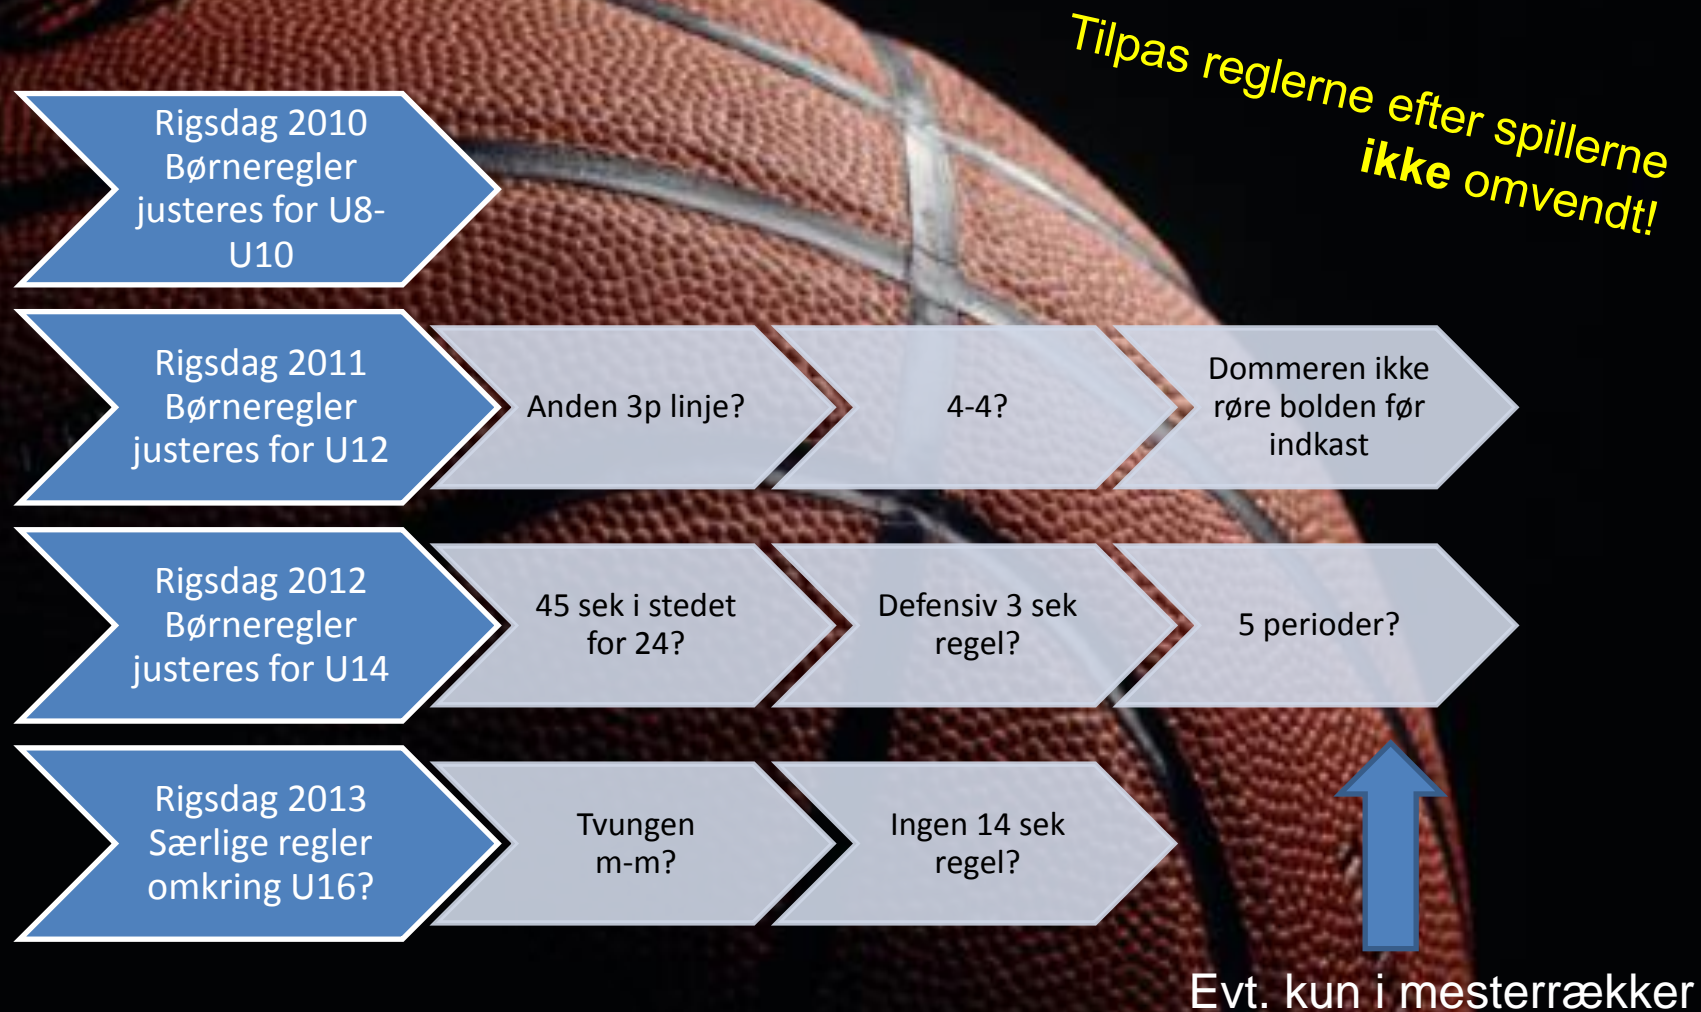 Tilpas reglerne efter spillerne
ikke omvendt!
Rigsdag 2010
Børneregler
justeres for U8-
U10
Rigsdag 2011
Børneregler
justeres for U12
Anden 3p linje?
4-4?
Dommeren ikke
røre bolden før
indkast
Rigsdag 2012
Børneregler
justeres for U14
45 sek i stedet
for 24?
Defensiv 3 sek
regel?
5 perioder?
Rigsdag 2013
Særlige regler
omkring U16?
Tvungen
m-m?
Ingen 14 sek
regel?
Evt. kun i mesterrækker